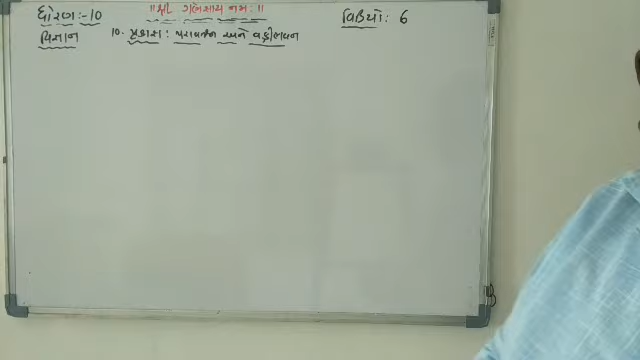 ધોરણ:-10 ॥શ્રી ગણેશાય નમઃ॥ વિડિયો: 6
વિજ્ઞાન 10. પ્રકાશ: પરાવર્તન અને વક્રીભવન